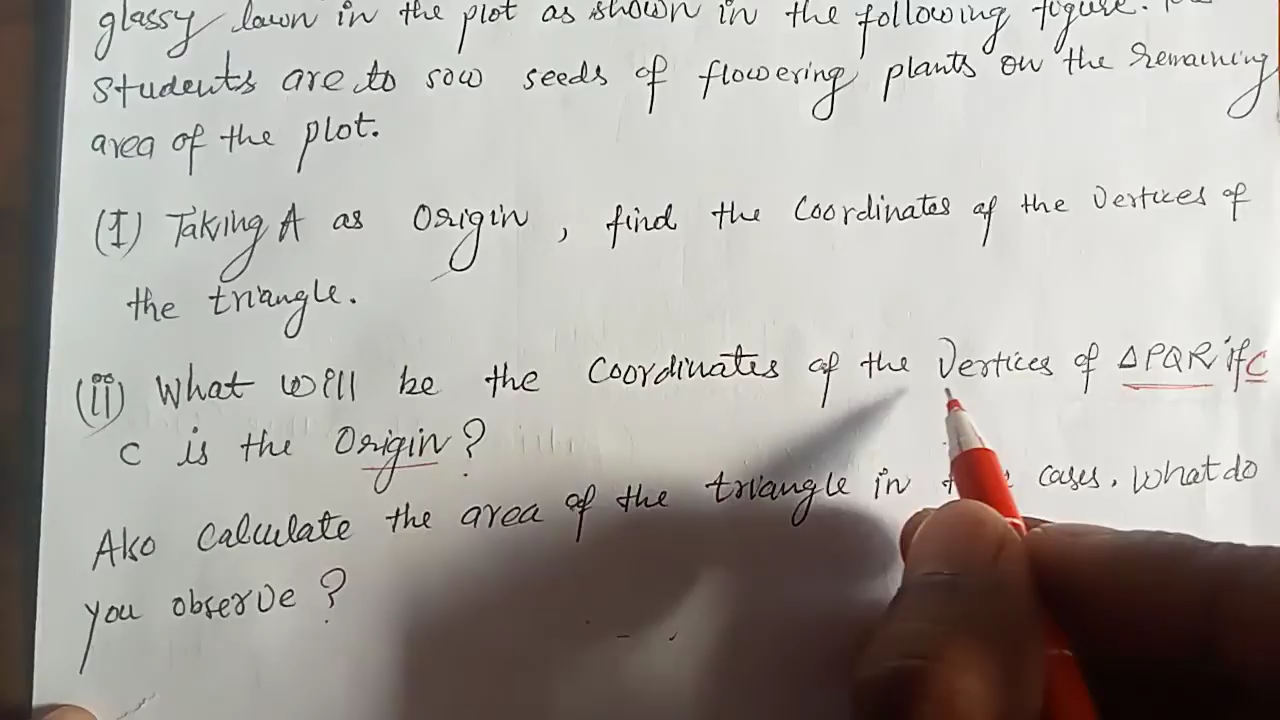 glassy lawn in the plot as shown in the following figure.
students are to sow seeds of flowering plants on the remaining
area of the plot.
(I) Taking A as Origin, find the coordinates of the vertices of
the triangle.
(ii) What will be the coordinates of the vertices of ΔPQR if C
C is the Origin?
Also calculate the area of the triangle in cases. What do
you observe?